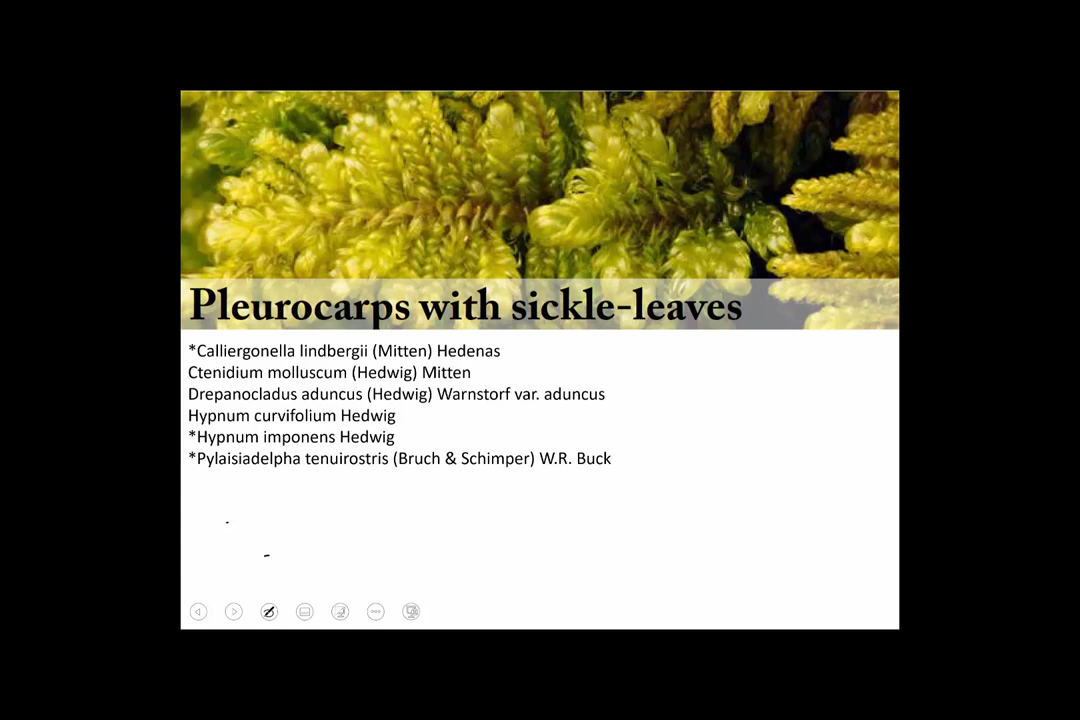 Pleurocarps with sickle-leaves
*Calliergonella lindbergii (Mitten) Hedenas
Ctenidium molluscum (Hedwig) Mitten
Drepanocladus aduncus (Hedwig) Warnstorf var. aduncus
Hypnum curvifolium Hedwig
*Hypnum imponens Hedwig
*Pylaisiadelpha tenuirostris (Bruch & Schimper) W.R. Buck